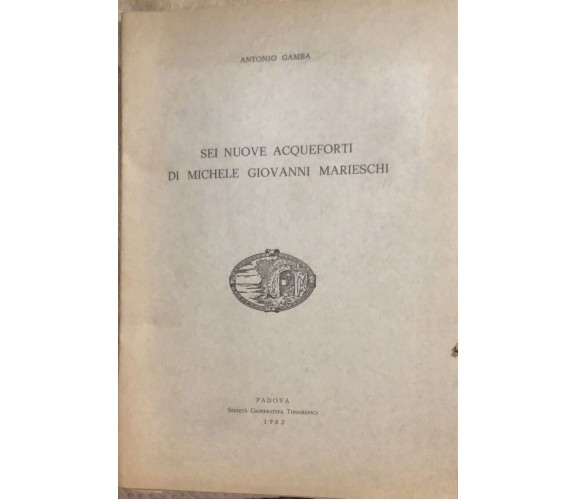 ANTONIO GAMBA
SEI NUOVE ACQUEFORTI
DI MICHELE GIOVANNI MARIESCHI
PADOVA
Società Cooperativa Tipografica
1962